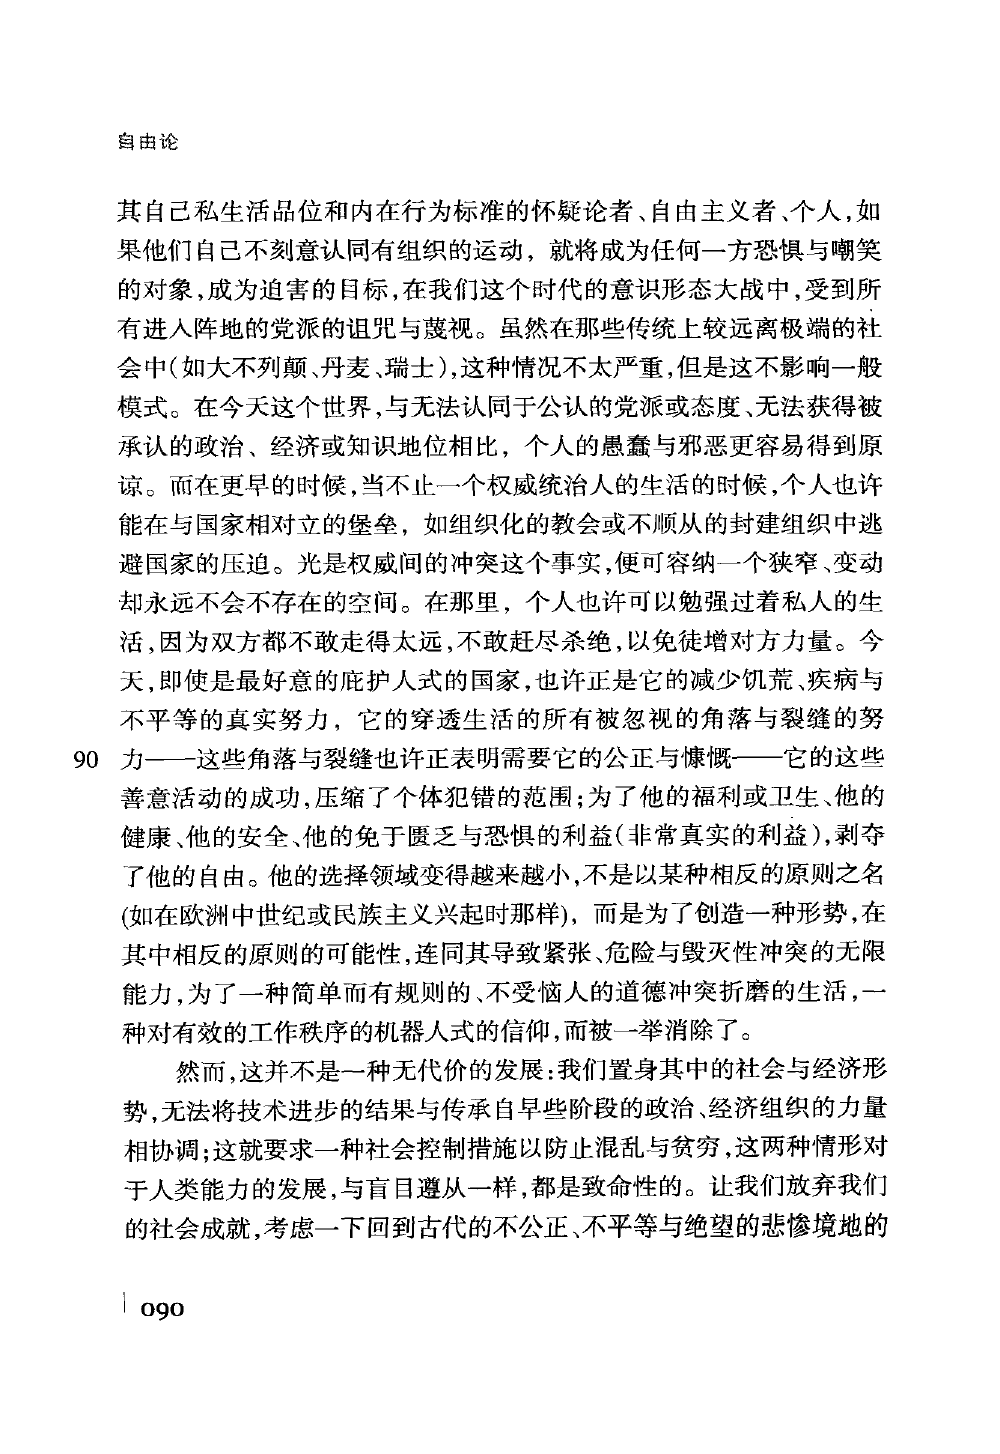 自由论
其自己私生活品位和内在行为标准的怀疑论者、自由主义者、个人,如
果他们自己不刻意认同有组织的运动, 就将成为任何一方恐惧与嘲笑
的对象,成为迫害的目标,在我们这个时代的意识形态大战中,受到所
有进入阵地的党派的诅咒与蔑视。虽然在那些传统上较远离极端的社
会中(如大不列颠、丹麦、瑞士),这种情况不太严重,但是这不影响一般
模式。在今天这个世界,与无法认同于公认的党派或态度、无法获得被
承认的政治、经济或知识地位相比, 个人的愚蠢与邪恶更容易得到原
谅。而在更早的时候,当不止一个权威统治人的生活的时候,个人也许
能在与国家相对立的堡垒, 如组织化的教会或不顺从的封建组织中逃
避国家的压迫。光是权威间的冲突这个事实,便可容纳一个狭窄、变动
却永远不会不存在的空间。在那里, 个人也许可以勉强过着私人的生
活,因为双方都不敢走得太远,不敢赶尽杀绝,以免徒增对方力量。今
天,即使是最好意的庇护人式的国家,也许正是它的减少饥荒、疾病与
不平等的真实努力, 它的穿透生活的所有被忽视的角落与裂缝的努
90 力——这些角落与裂缝也许正表明需要它的公正与慷慨——它的这些
善意活动的成功,压缩了个体犯错的范围;为了他的福利或卫生、他的
健康、他的安全、他的免于匮乏与恐惧的利益(非常真实的利益),剥夺
了他的自由。他的选择领域变得越来越小,不是以某种相反的原则之名
(如在欧洲中世纪或民族主义兴起时那样), 而是为了创造一种形势,在
其中相反的原则的可能性,连同其导致紧张、危险与毁灭性冲突的无限
能力,为了一种简单而有规则的、不受恼人的道德冲突折磨的生活,一
种对有效的工作秩序的机器人式的信仰,而被一举消除了。
然而,这并不是一种无代价的发展:我们置身其中的社会与经济形
势,无法将技术进步的结果与传承自早些阶段的政治、经济组织的力量
相协调;这就要求一种社会控制措施以防止混乱与贫穷,这两种情形对
于人类能力的发展,与盲目遵从一样,都是致命性的。让我们放弃我们
的社会成就,考虑一下回到古代的不公正、不平等与绝望的悲惨境地的
090